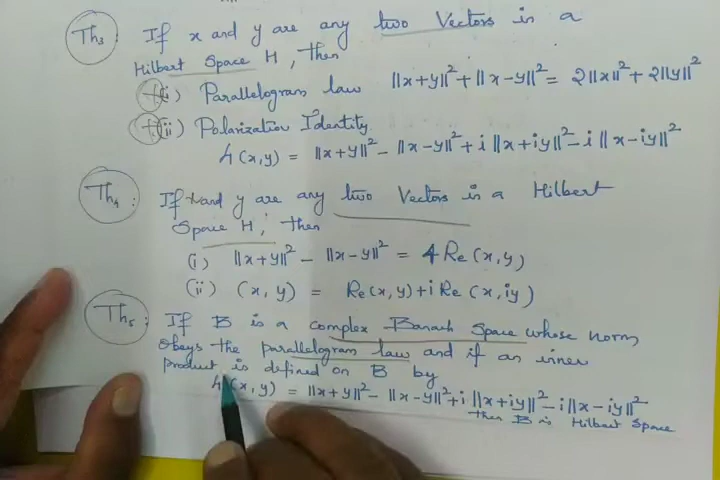 Th3 If x and y are any two Vectors in a
Hilbert Space H, then
(i) Parallelogram law ||x+y||² + ||x-y||² = 2||x||² + 2||y||²
(ii) Polarization Identity
4(x,y) = ||x+y||² - ||x-y||² + i ||x+iy||² - i ||x-iy||²
Th4: If x and y are any two Vectors in a Hilbert
Space H, then
(i) ||x+y||² - ||x-y||² = 4 Re(x,y)
(ii) (x,y) = Re(x,y) + i Re(x,iy)
Th5: If B is a complex Banach Space whose norm
obeys the parallelogram law and if an inner
product is defined on B by
4(x,y) = ||x+y||² - ||x-y||² + i ||x+iy||² - i||x-iy||²
then B is Hilbert Space